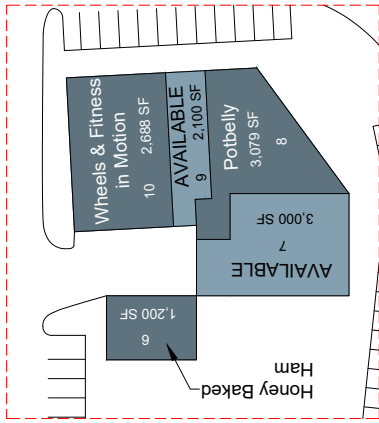 Wheels & Fitness
in Motion
10 2,688 SF
AVAILABLE
9 2,100 SF
Potbelly
3,079 SF
8
AVAILABLE
7
3,000 SF
6
1,200 SF
Honey Baked
Ham